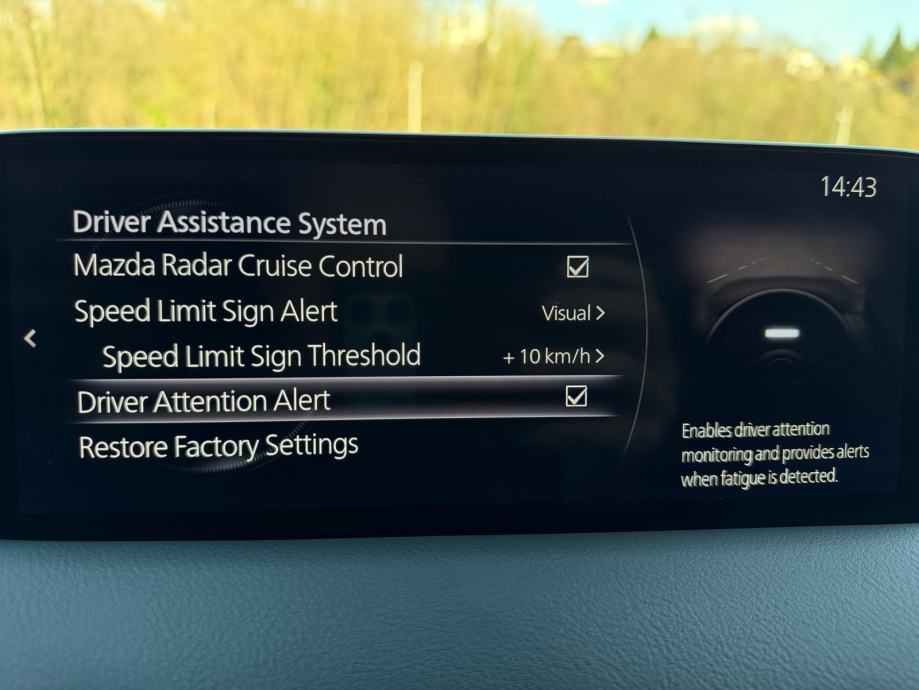 14:43
Driver Assistance System
Mazda Radar Cruise Control
Speed Limit Sign Alert Visual >
Speed Limit Sign Threshold + 10 km/h >
Driver Attention Alert
Restore Factory Settings
Enables driver attention
monitoring and provides alerts
when fatigue is detected.